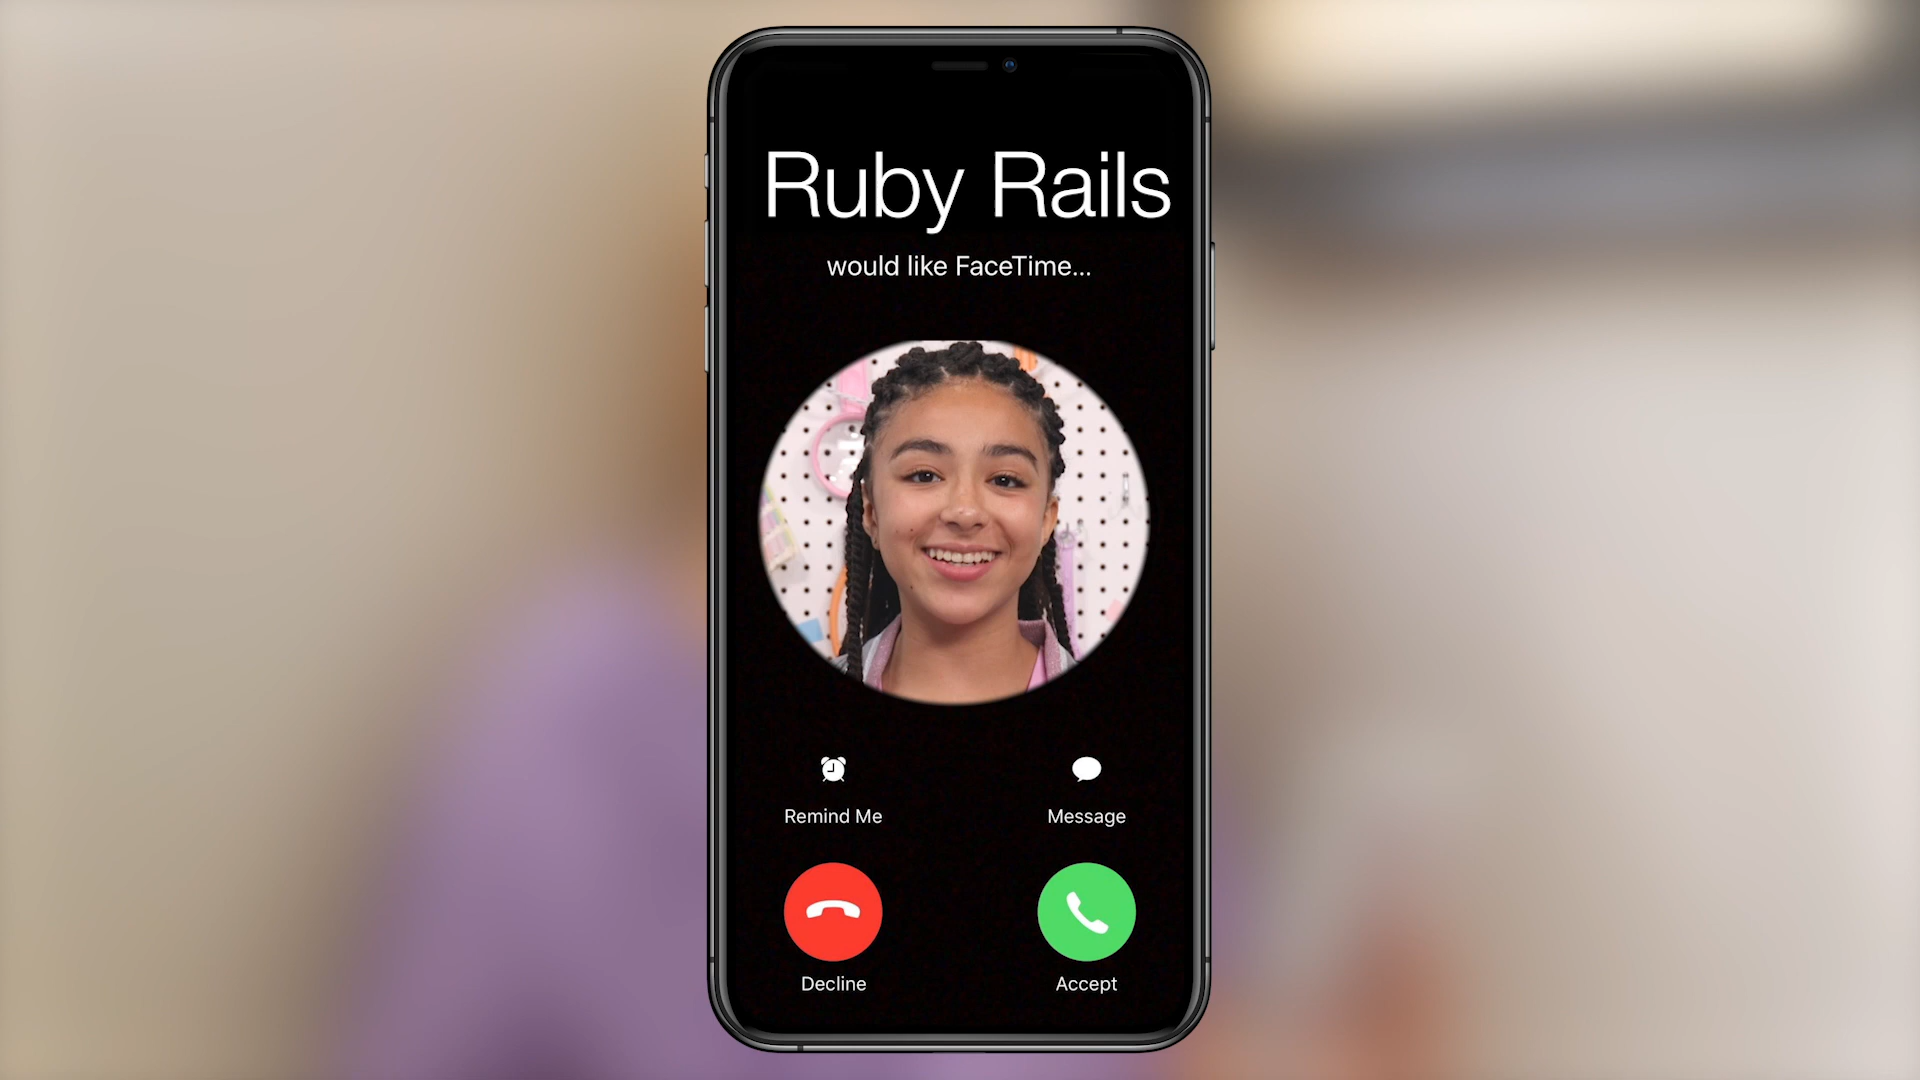 Ruby Rails
would like FaceTime...
Remind Me
Message
Decline
Accept